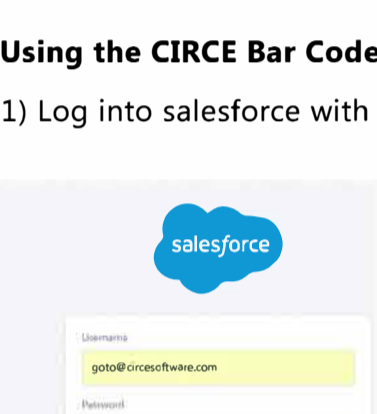 Using the CIRCE Bar Code
1) Log into salesforce with
salesforce
Username
goto@circesoftware.com
Password